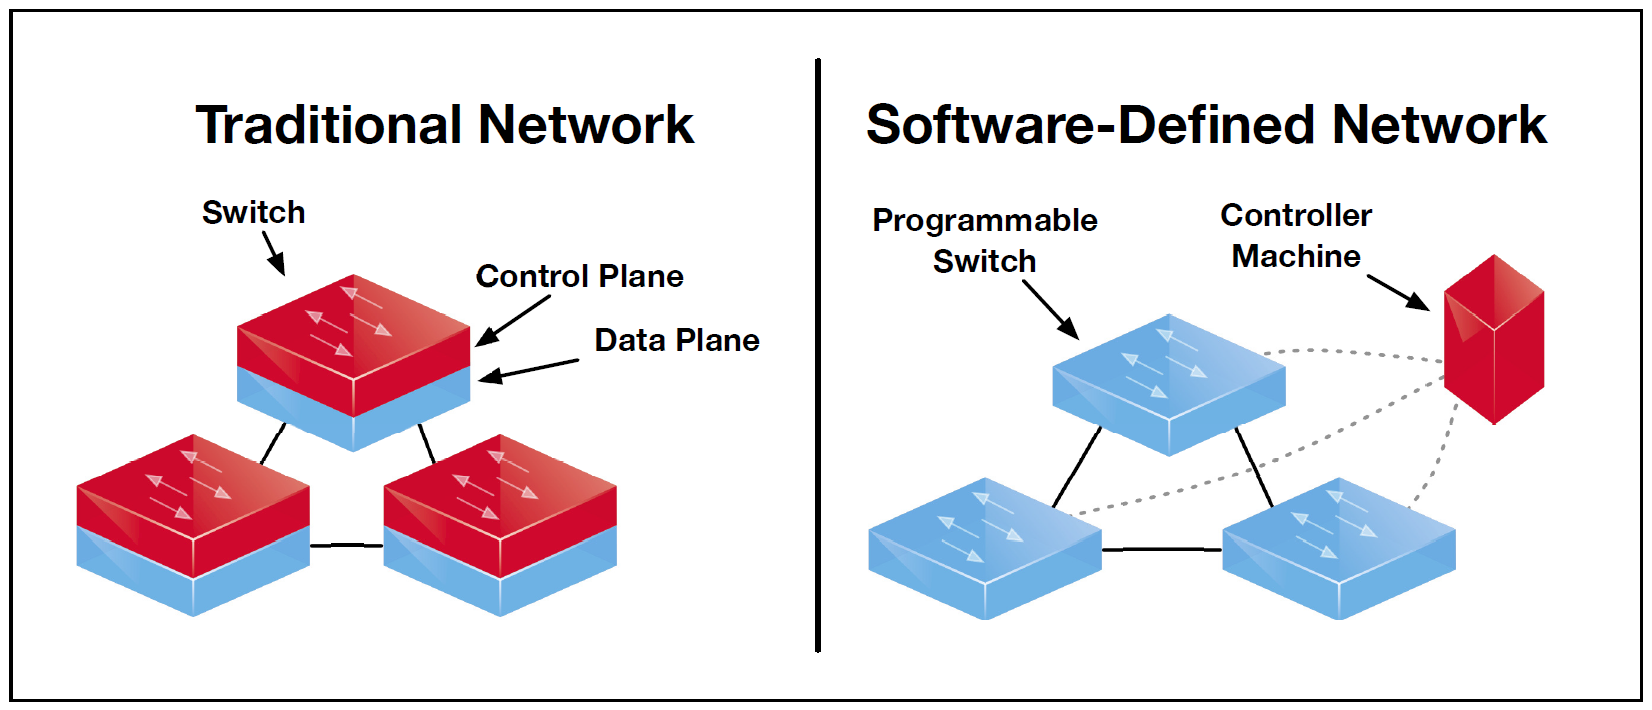 Traditional Network
Switch
Control Plane
Data Plane
Software-Defined Network
Programmable
Switch
Controller
Machine